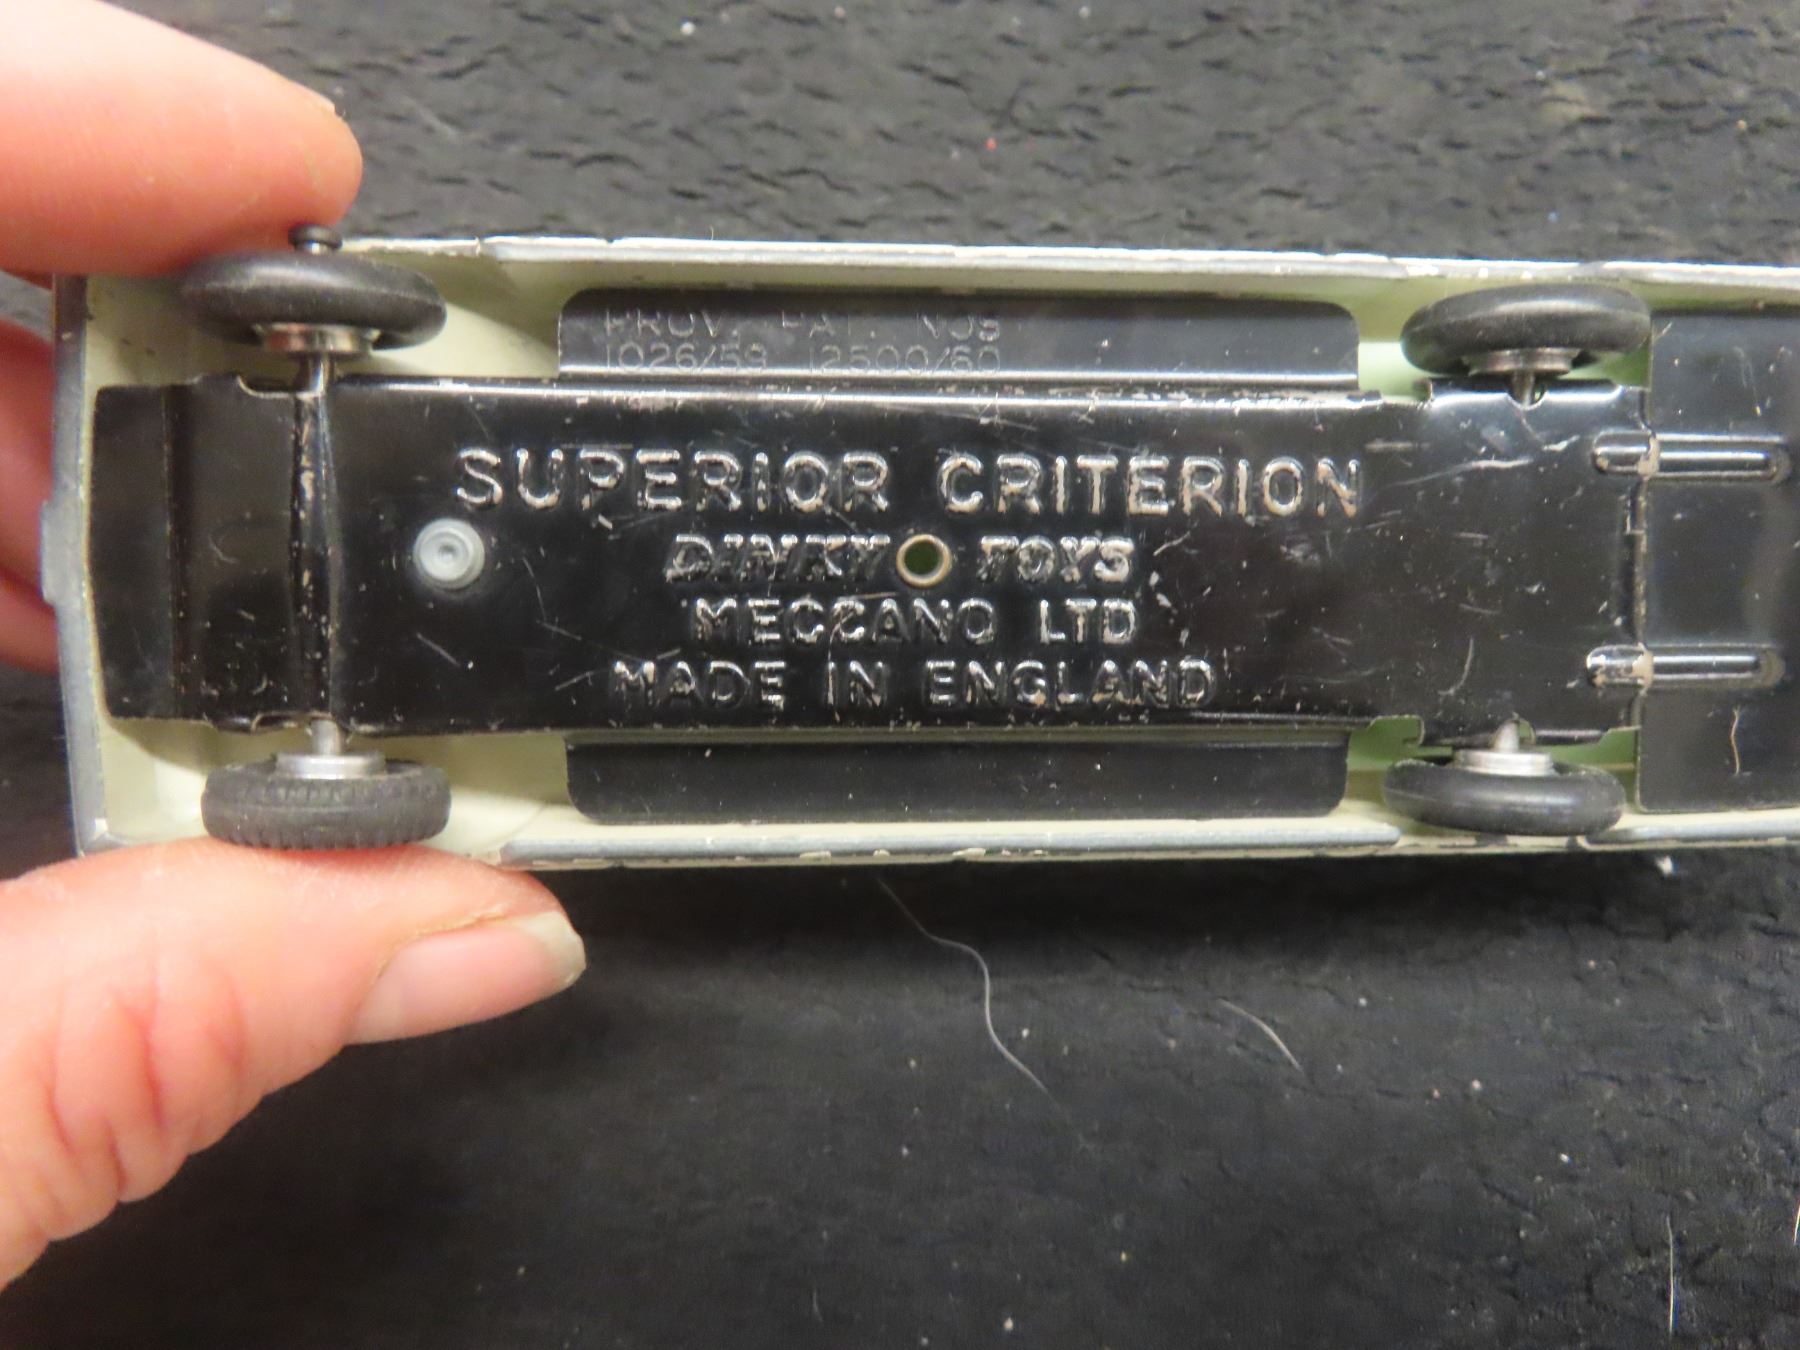 PROV. PAT. NOS
1026/59 12500/60
SUPERIOR CRITERION
DINKY TOYS
MECCANO LTD
MADE IN ENGLAND